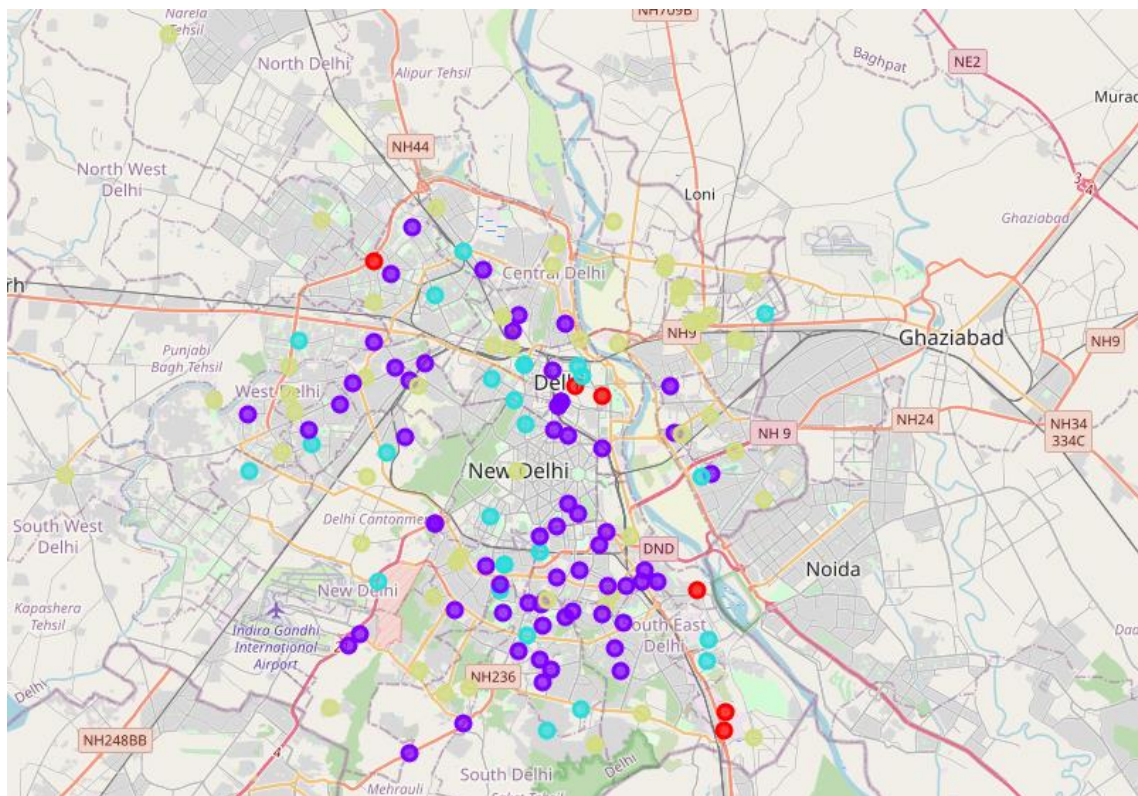 Narela
Tehsil
North Delhi
Alipur Tehsil
NH709B
Baghpat
NE2
NH44
North West
Delhi
Loni
3-4
Ghaziabad
Central Delhi
rh
NH9
Ghaziabad
NH9
Punjabi
Bagh Tehsil
West Delhi
NH24
NH 9
NH34
334C
New Delhi
South West
Delhi
Delhi Cantonme
DND
Noida
New Delhi
Kapashera
Tehsil
Indira Gandhi
International
Airport
South East
Delhi
Delhi
NH236
NH248BB
4
South Delhi
Mehrauli
Delhi